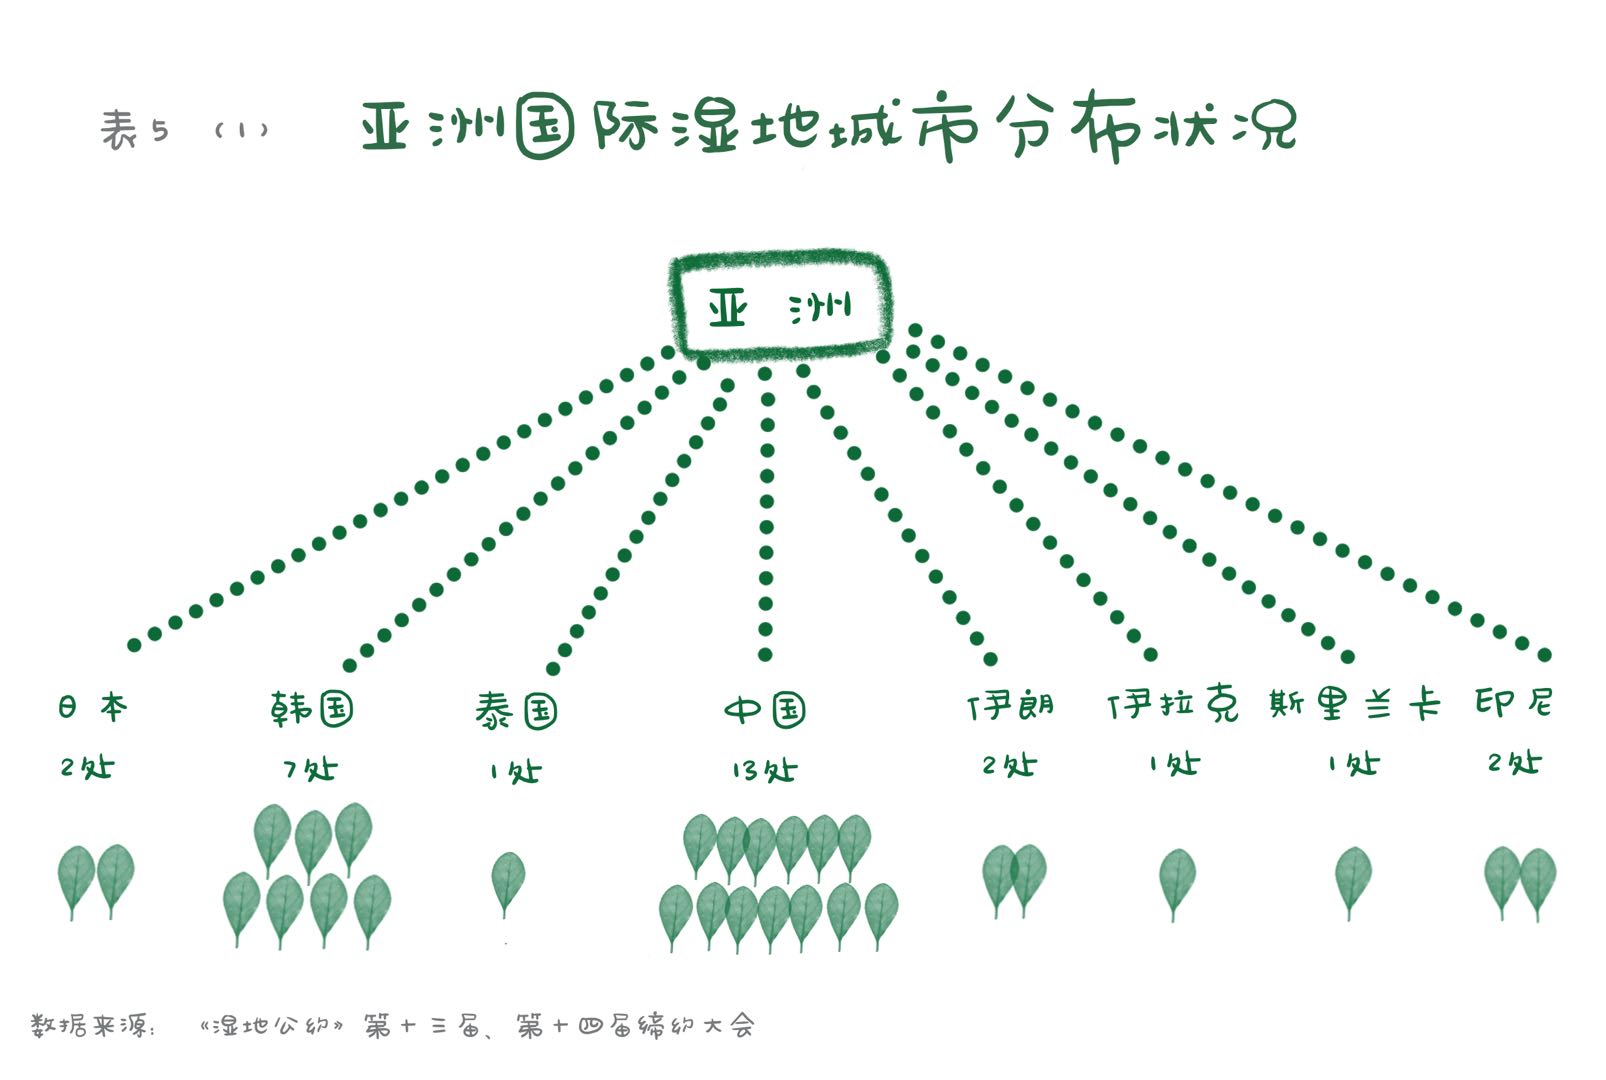 表5 （1） 亚洲国际湿地城市分布状况
亚 洲
日本 韩国 泰国 中国 伊朗 伊拉克 斯里兰卡 印尼
2处 7处 1处 13处 2处 1处 1处 2处
数据来源： 《湿地公约》第十三届、第十四届缔约大会